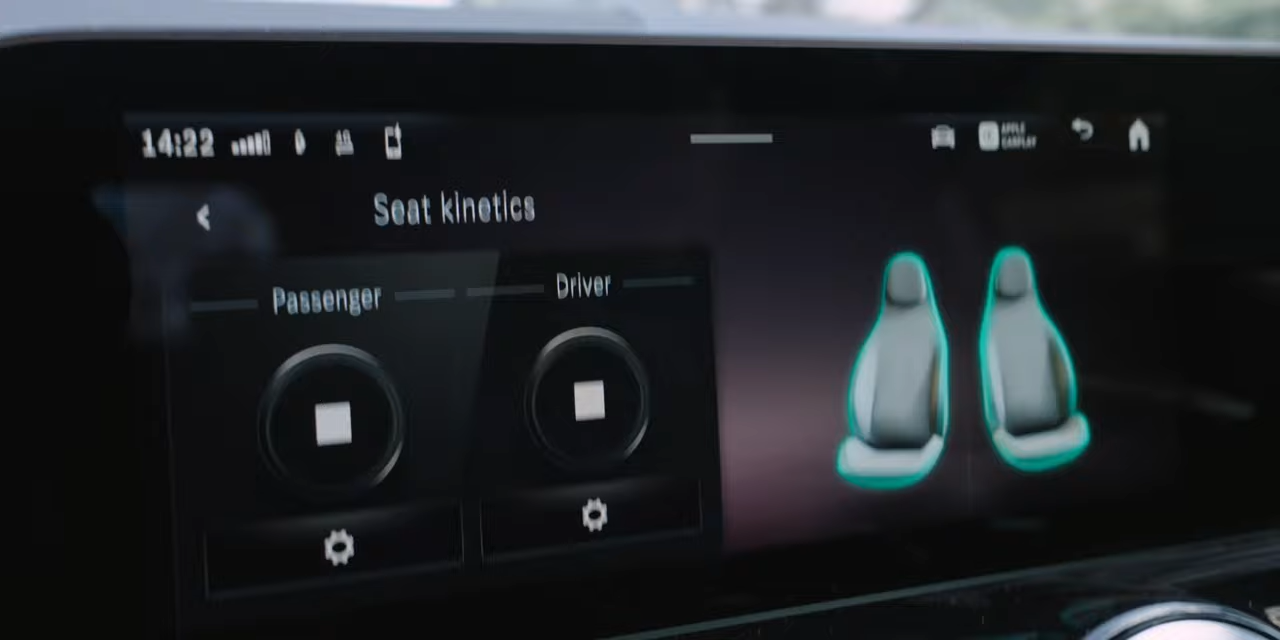 14:22
APPLE
CARPLAY
Seat kinetics
Passenger
Driver